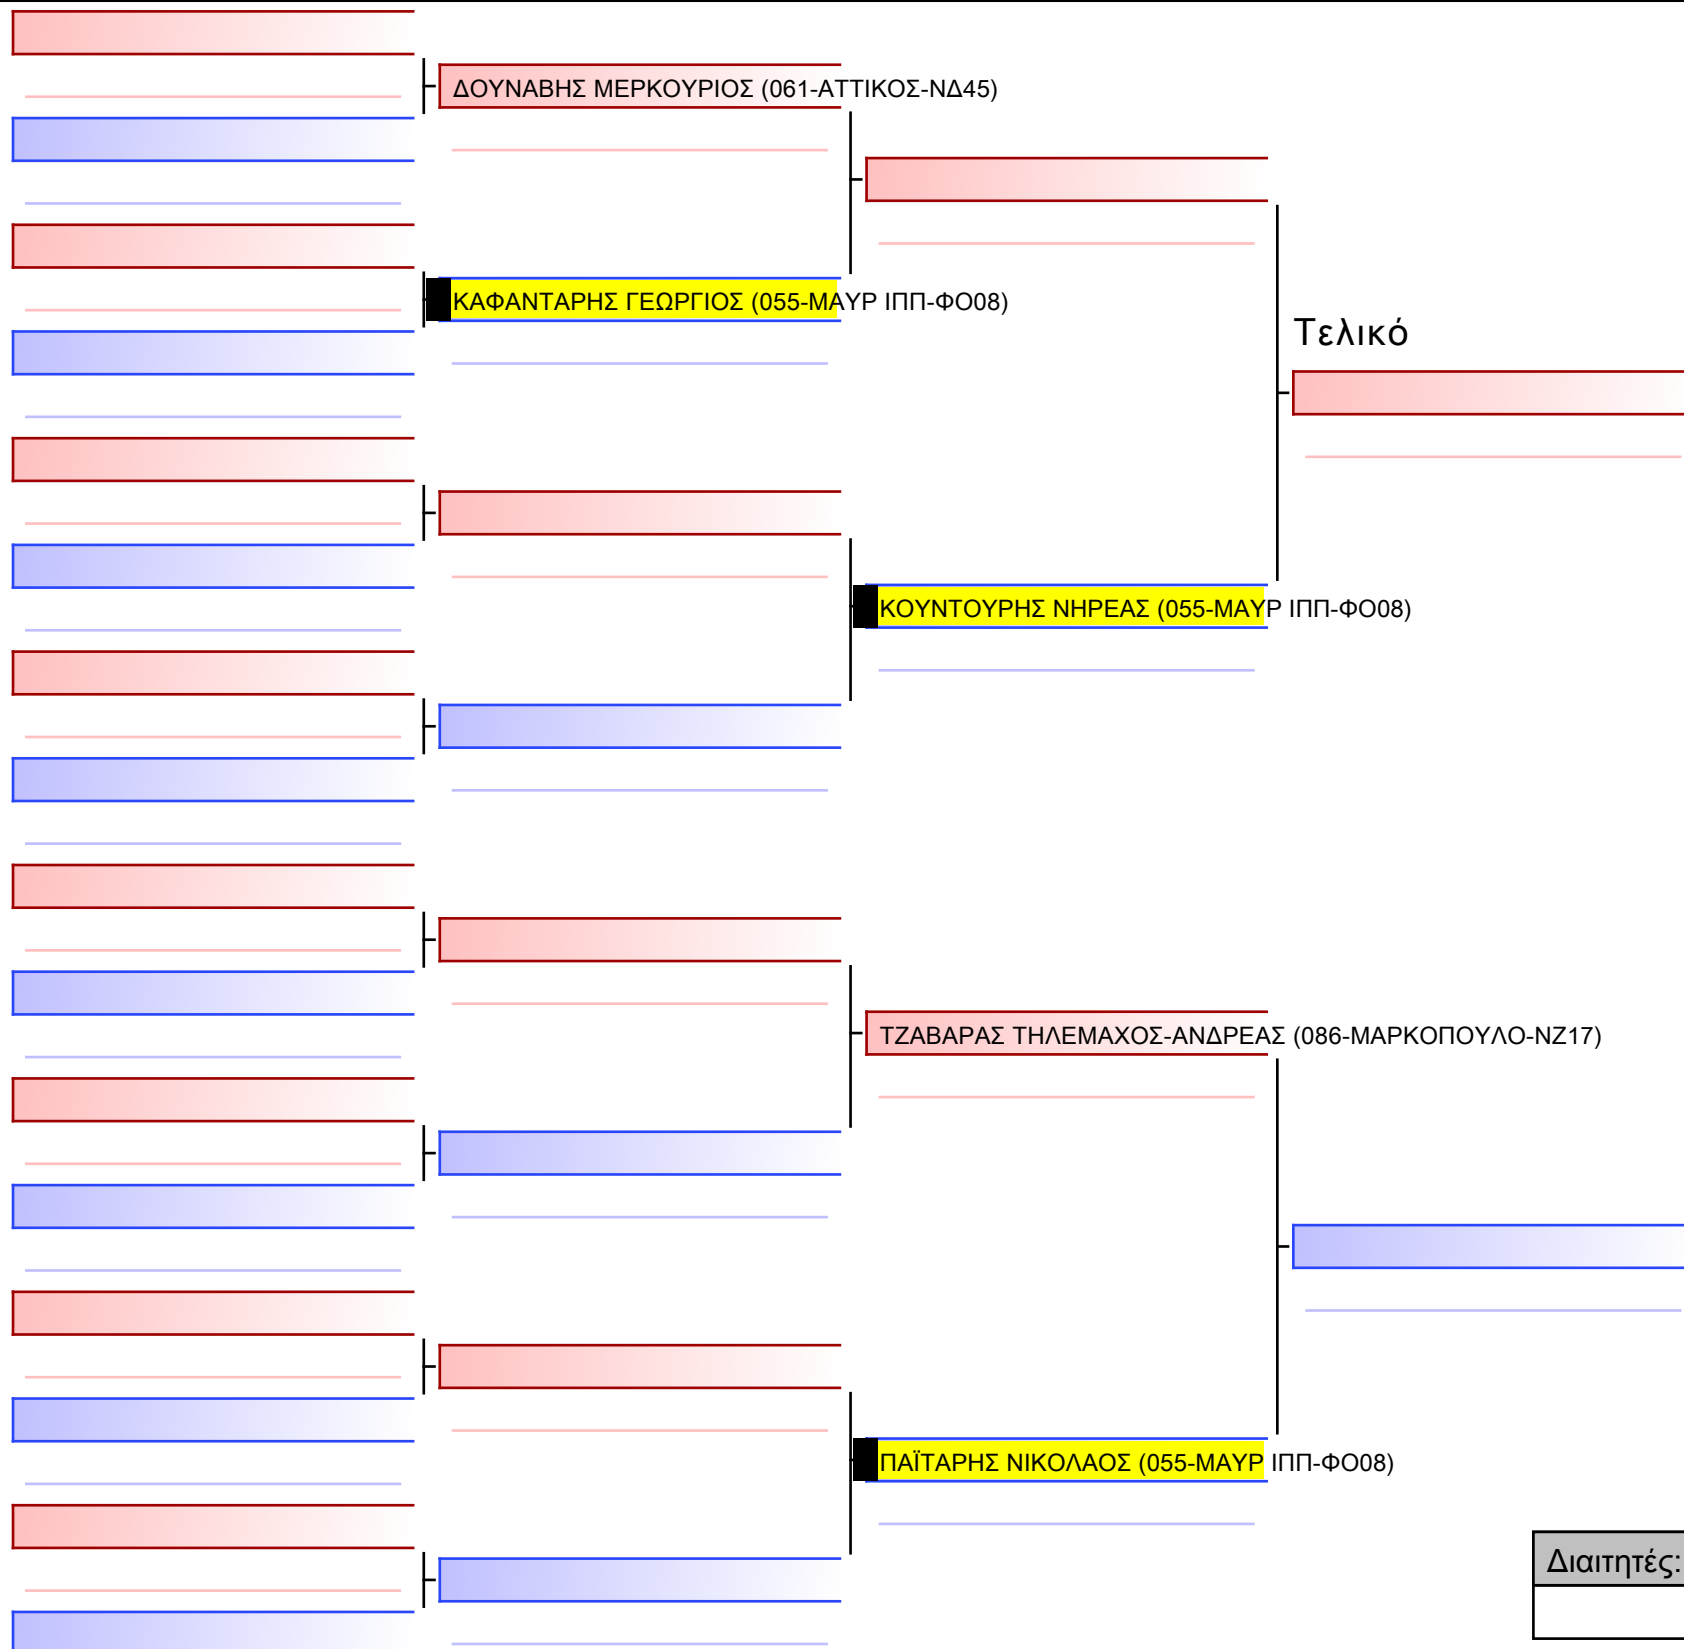 ΔΟΥΝΑΒΗΣ ΜΕΡΚΟΥΡΙΟΣ (061-ΑΤΤΙΚΟΣ-ΝΔ45)
ΚΑΦΑΝΤΑΡΗΣ ΓΕΩΡΓΙΟΣ (055-ΜΑΥΡ ΙΠΠ-ΦΟ08)
Τελικό
ΚΟΥΝΤΟΥΡΗΣ ΝΗΡΕΑΣ (055-ΜΑΥΡ ΙΠΠ-ΦΟ08)
ΤΖΑΒΑΡΑΣ ΤΗΛΕΜΑΧΟΣ-ΑΝΔΡΕΑΣ (086-ΜΑΡΚΟΠΟΥΛΟ-ΝΖ17)
ΠΑΪΤΑΡΗΣ ΝΙΚΟΛΑΟΣ (055-ΜΑΥΡ ΙΠΠ-ΦΟ08)
Διαιτητές: